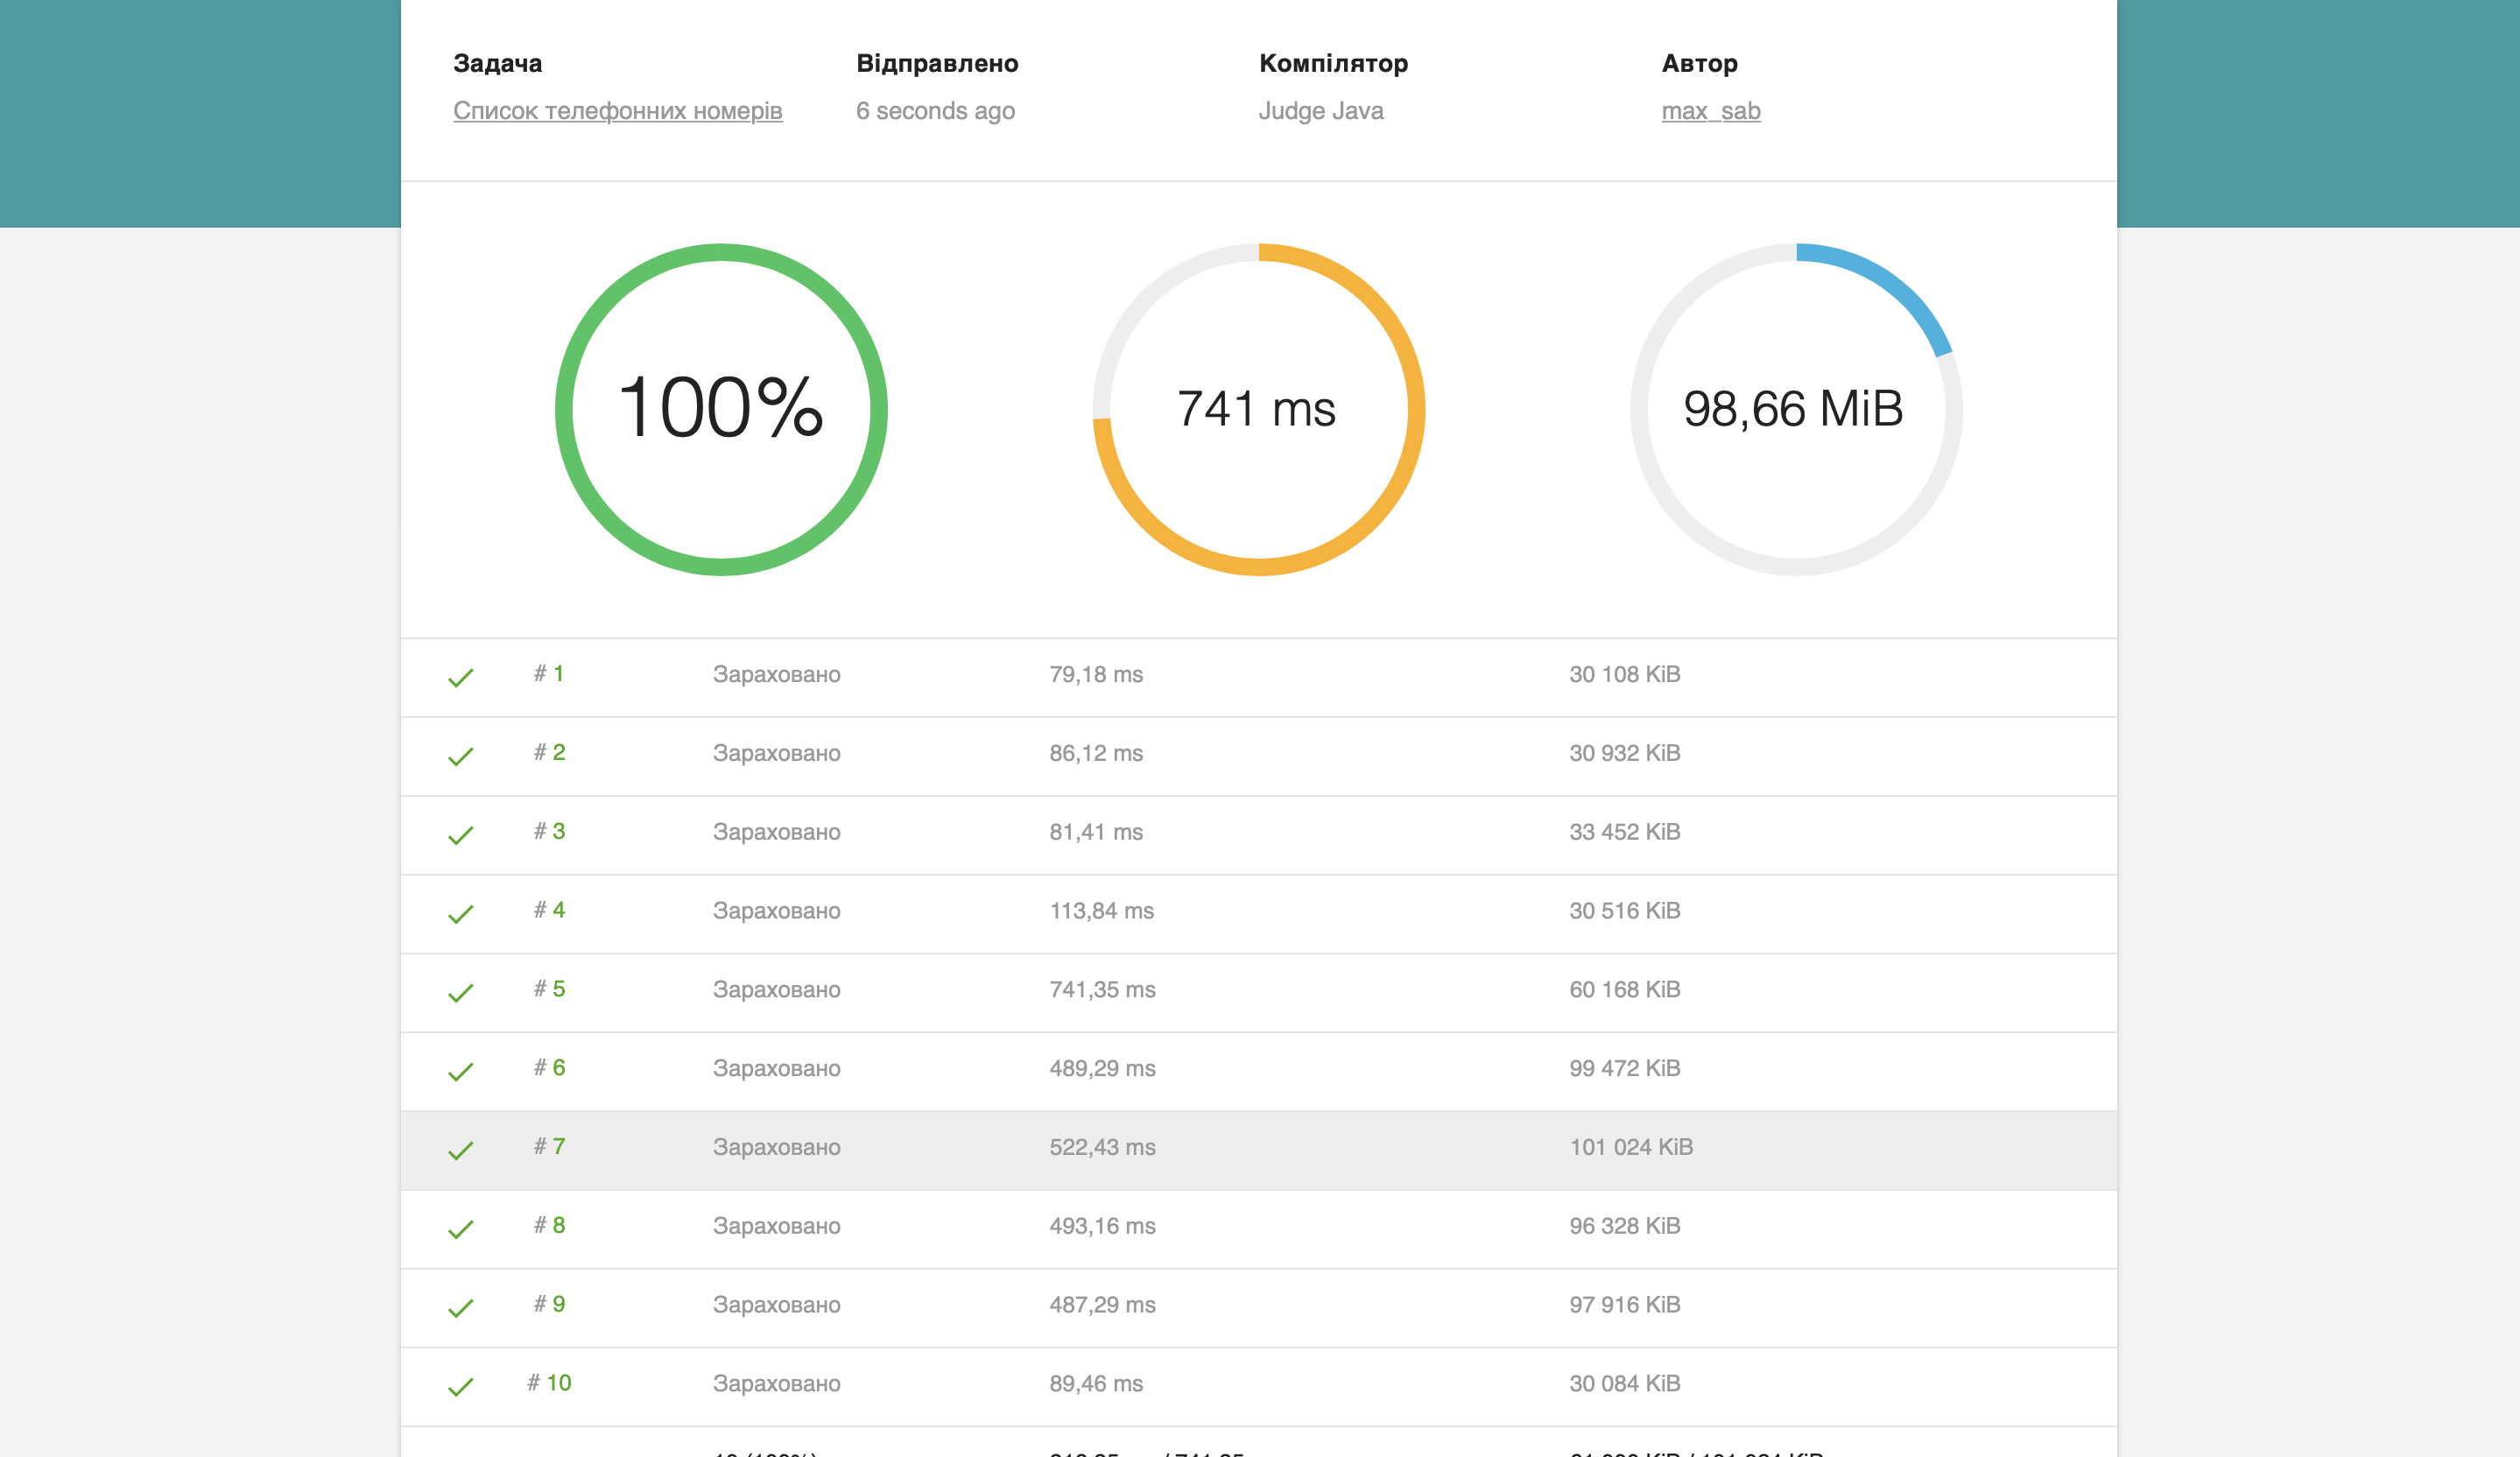 Задача Відправлено Компілятор Автор
Список телефонних номерів 6 seconds ago Judge Java max_sab
100% 741 ms 98,66 MiB
# 1 Зараховано 79,18 ms 30 108 KiB
# 2 Зараховано 86,12 ms 30 932 KiB
# 3 Зараховано 81,41 ms 33 452 KiB
# 4 Зараховано 113,84 ms 30 516 KiB
# 5 Зараховано 741,35 ms 60 168 KiB
# 6 Зараховано 489,29 ms 99 472 KiB
# 7 Зараховано 522,43 ms 101 024 KiB
# 8 Зараховано 493,16 ms 96 328 KiB
# 9 Зараховано 487,29 ms 97 916 KiB
# 10 Зараховано 89,46 ms 30 084 KiB